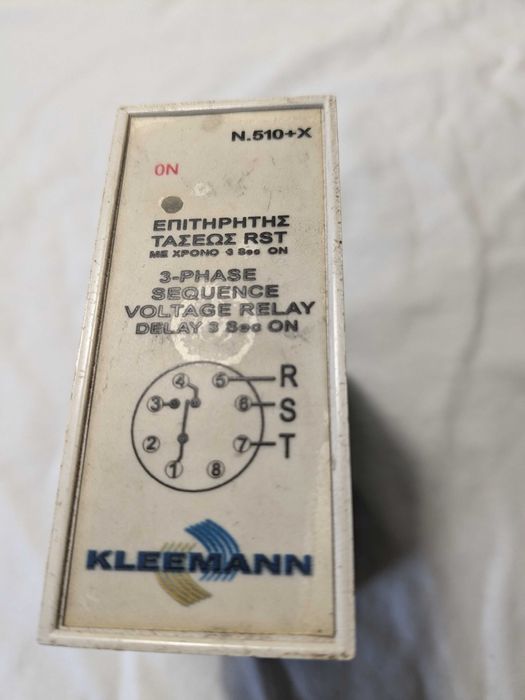 N.510+X
ON
ΕΠΙΤΗΡΗΤΗΣ
ΤΑΣΕΩΣ RST
ΜΕ ΧΡΟΝΟ 3 Sec ON
3-PHASE
SEQUENCE
VOLTAGE RELAY
DELAY 3 Sec ON
4 5 R
3 6 S
2 7 T
1 8
KLEEMANN